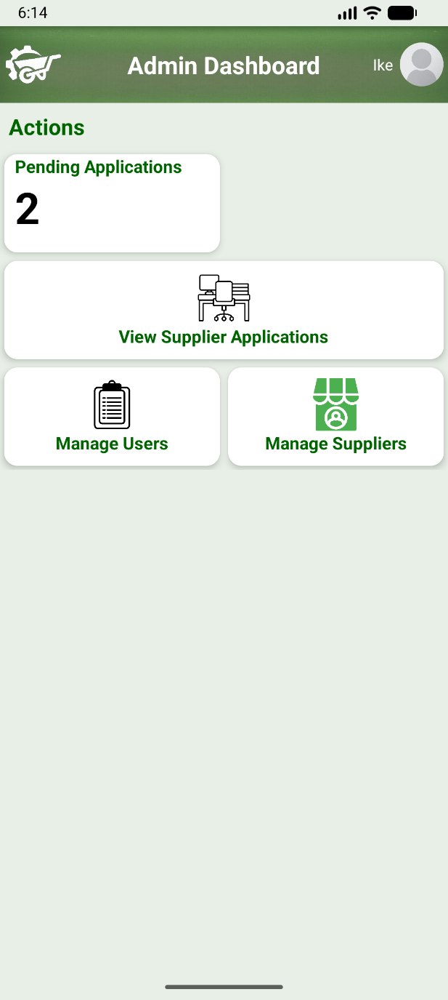 6:14
Admin Dashboard
Ike
Actions
Pending Applications
2
View Supplier Applications
Manage Users
Manage Suppliers